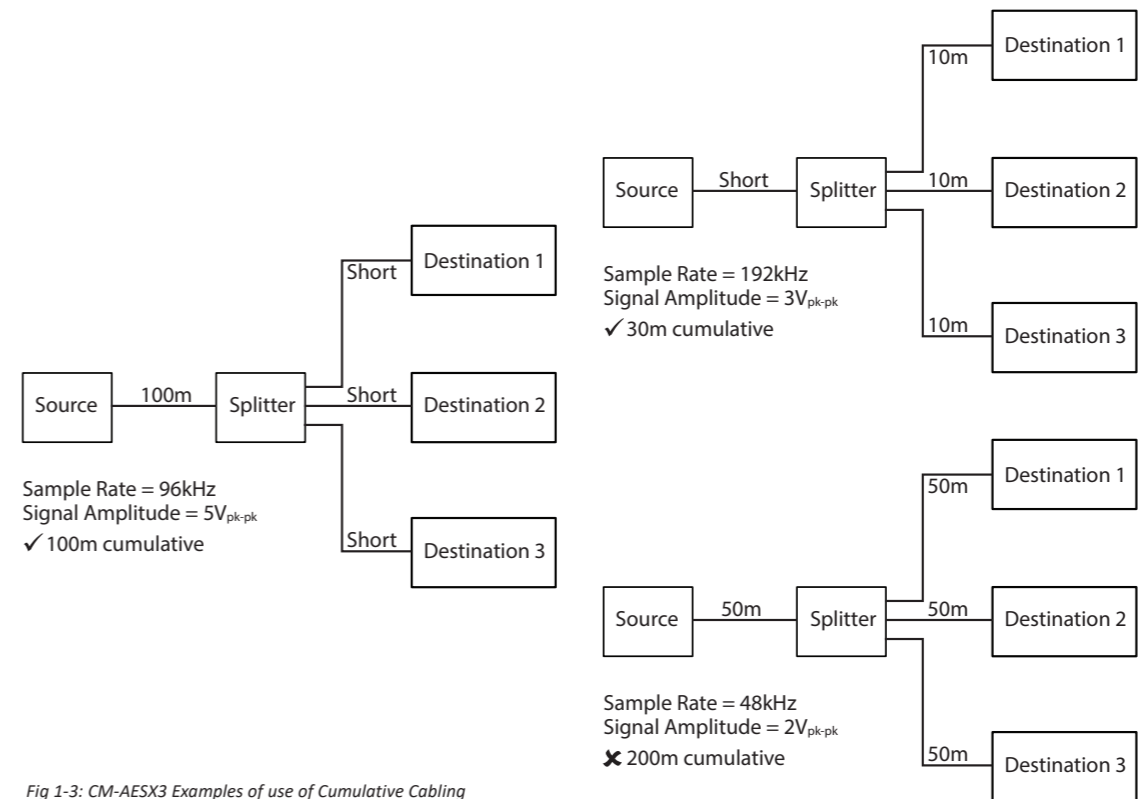 Source
100m
Splitter
Short
Destination 1
Short
Destination 2
Short
Destination 3
Sample Rate = 96kHz
Signal Amplitude = 5Vpk-pk
✓ 100m cumulative
Source
Short
Splitter
10m
Destination 1
10m
Destination 2
10m
Destination 3
Sample Rate = 192kHz
Signal Amplitude = 3Vpk-pk
✓ 30m cumulative
Source
50m
Splitter
50m
Destination 1
50m
Destination 2
50m
Destination 3
Sample Rate = 48kHz
Signal Amplitude = 2Vpk-pk
✘ 200m cumulative
Fig 1-3: CM-AESX3 Examples of use of Cumulative Cabling